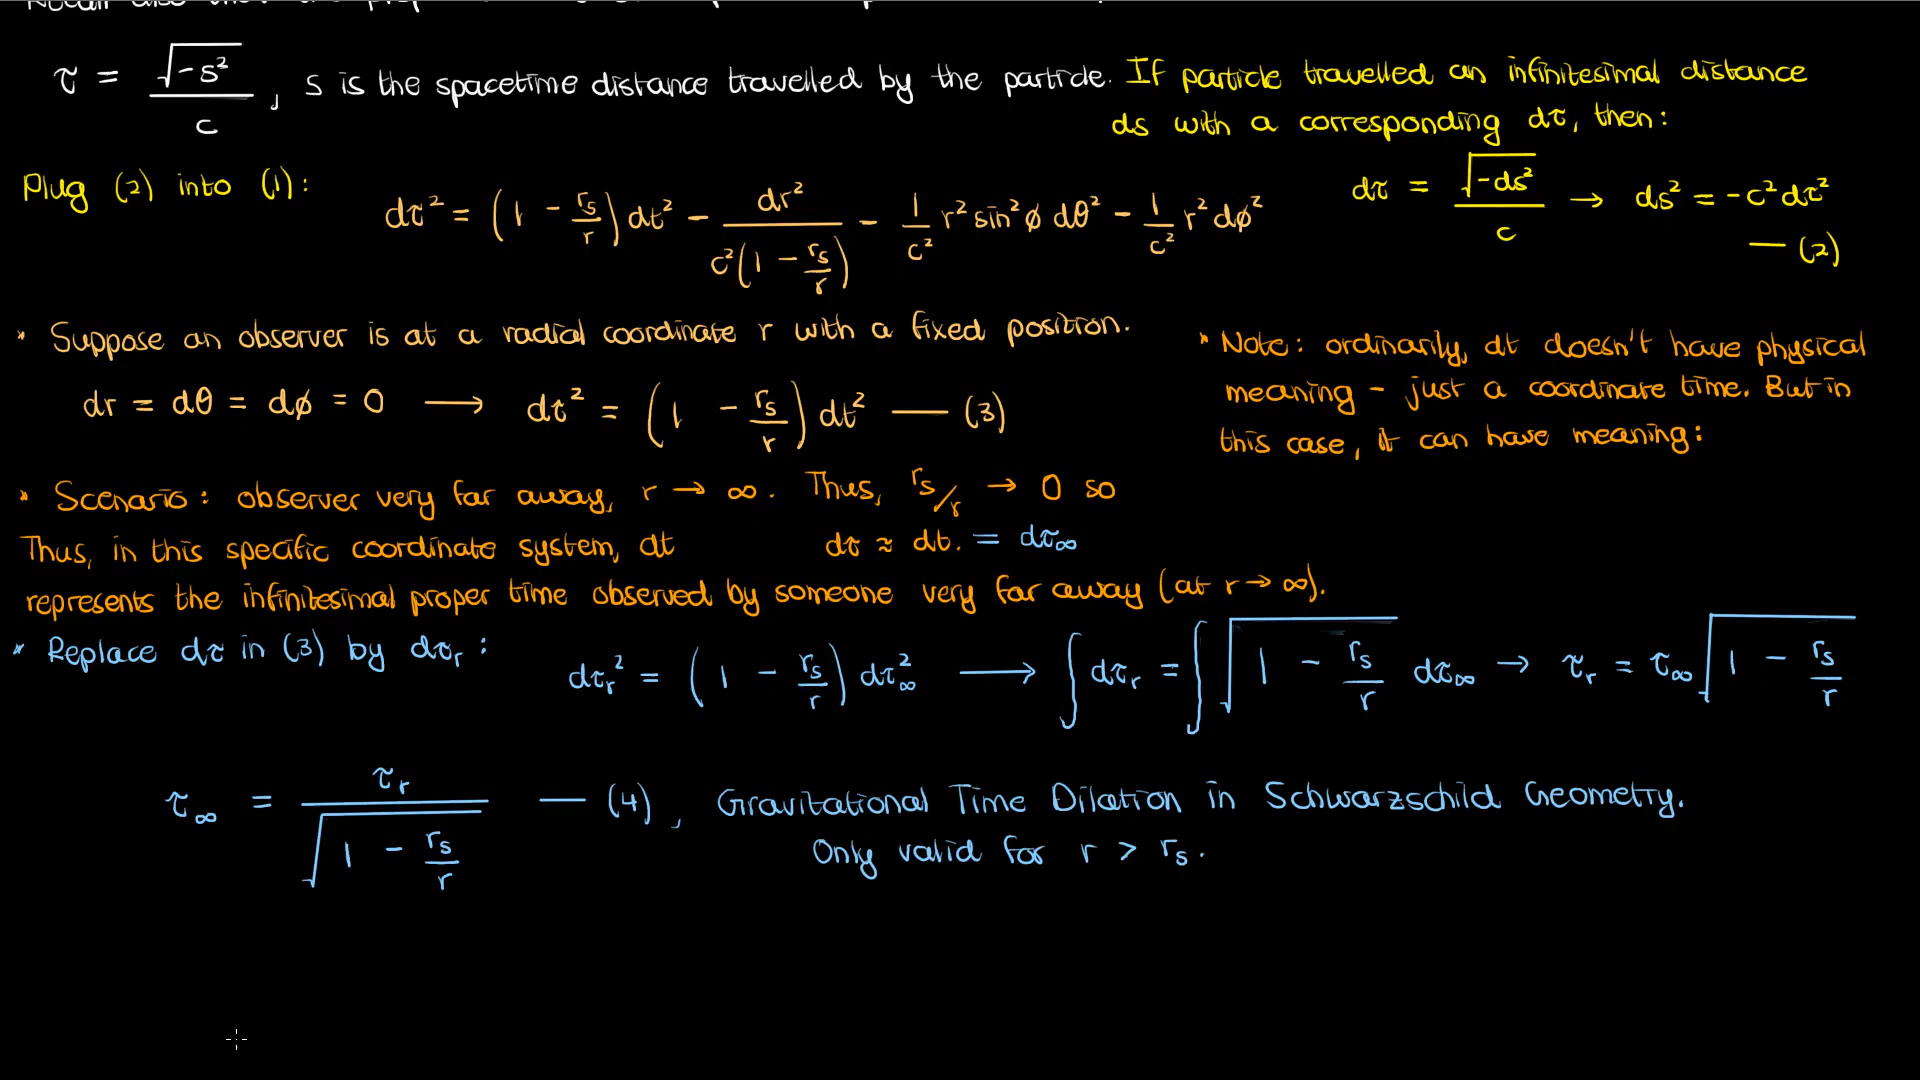 τ = √(-s²) / c , s is the spacetime distance travelled by the particle. If particle travelled an infinitesimal distance
ds with a corresponding dτ, then:
dτ = √(-ds²) / c → ds² = -c²dτ² — (2)
Plug (2) into (1):
dτ² = (1 - rₛ/r) dt² - dr² / c²(1 - rₛ/r) - 1/c² r² sin²φ dθ² - 1/c² r² dφ²
* Suppose an observer is at a radial coordinate r with a fixed position.
dr = dθ = dφ = 0 ⟶ dτ² = (1 - rₛ/r) dt² — (3)
* Note: ordinarily, dt doesn't have physical
meaning - just a coordinate time. But in
this case, it can have meaning:
* Scenario: observer very far away, r → ∞. Thus, rₛ/r → 0 so
dτ ≈ dt. = dτ∞
Thus, in this specific coordinate system, dt
represents the infinitesimal proper time observed by someone very far away (at r → ∞).
* Replace dτ in (3) by dτᵣ:
dτᵣ² = (1 - rₛ/r) dτ∞² ⟶ ∫dτᵣ = ∫√(1 - rₛ/r) dτ∞ → τᵣ = τ∞ √(1 - rₛ/r)
τ∞ = τᵣ / √(1 - rₛ/r) — (4) , Gravitational Time Dilation in Schwarzschild Geometry.
Only valid for r > rₛ.